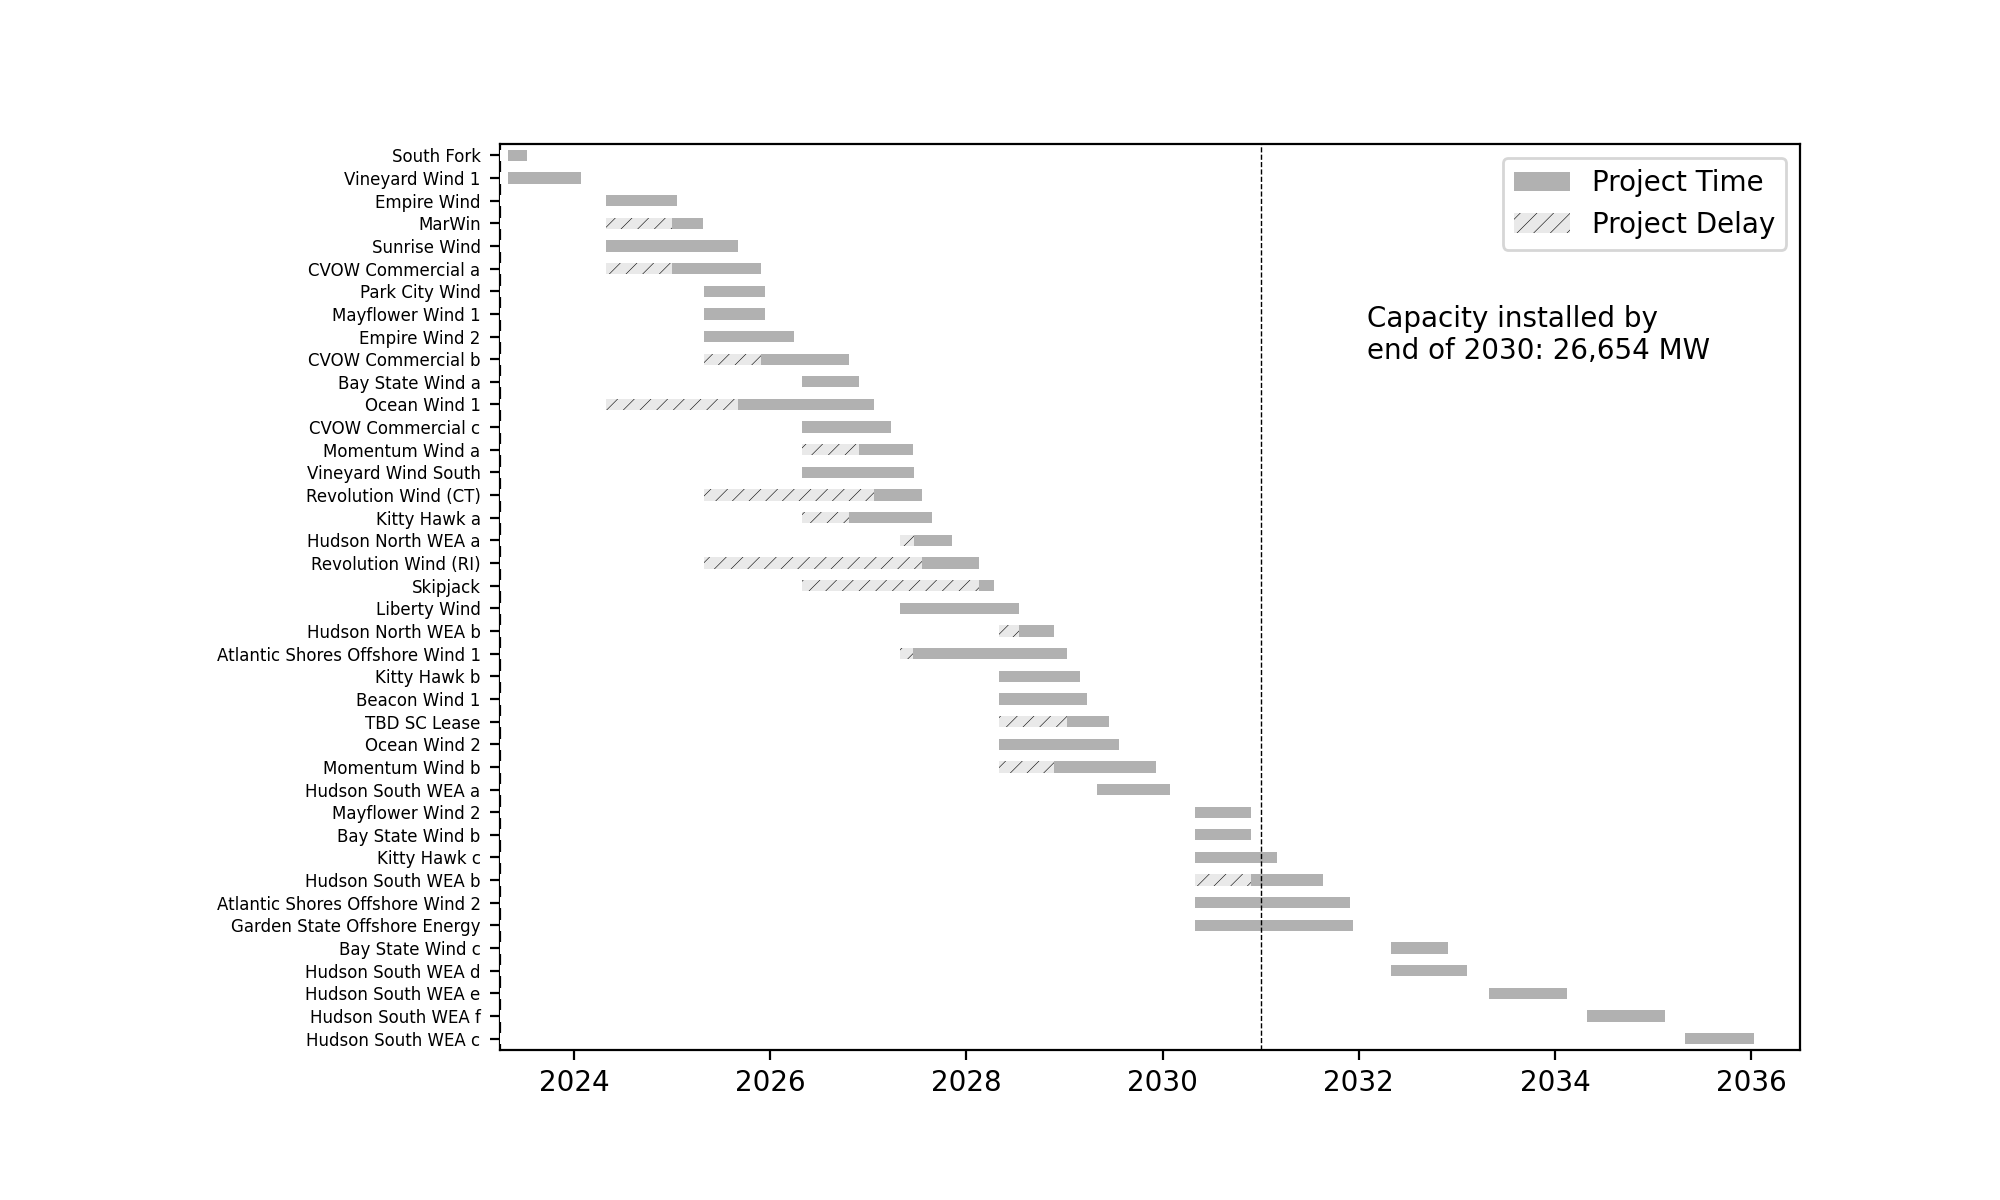 South Fork
Vineyard Wind 1
Empire Wind
MarWin
Sunrise Wind
CVOW Commercial a
Park City Wind
Mayflower Wind 1
Empire Wind 2
CVOW Commercial b
Bay State Wind a
Ocean Wind 1
CVOW Commercial c
Momentum Wind a
Vineyard Wind South
Revolution Wind (CT)
Kitty Hawk a
Hudson North WEA a
Revolution Wind (RI)
Skipjack
Liberty Wind
Hudson North WEA b
Atlantic Shores Offshore Wind 1
Kitty Hawk b
Beacon Wind 1
TBD SC Lease
Ocean Wind 2
Momentum Wind b
Hudson South WEA a
Mayflower Wind 2
Bay State Wind b
Kitty Hawk c
Hudson South WEA b
Atlantic Shores Offshore Wind 2
Garden State Offshore Energy
Bay State Wind c
Hudson South WEA d
Hudson South WEA e
Hudson South WEA f
Hudson South WEA c
Project Time
Project Delay
Capacity installed by
end of 2030: 26,654 MW
2024 2026 2028 2030 2032 2034 2036